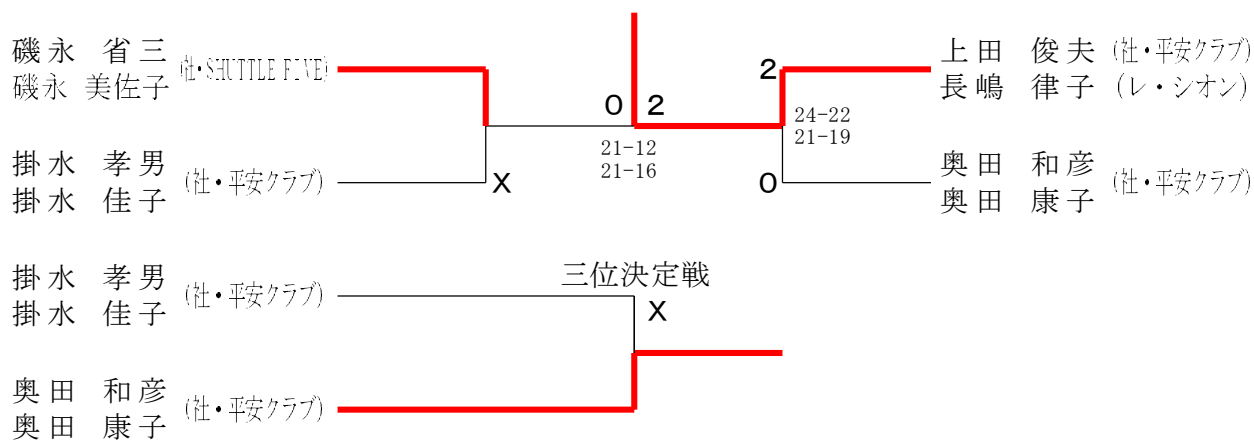 磯永 省三
磯永 美佐子
(社・SHUTTLE FIVE)
掛水 孝男
掛水 佳子
(社・平安クラブ)
X
0 2
21-12
21-16
2
24-22
21-19
0
上田 俊夫 (社・平安クラブ)
長嶋 律子 (レ・シオン)
奥田 和彦
奥田 康子
(社・平安クラブ)
三位決定戦
掛水 孝男
掛水 佳子
(社・平安クラブ)
X
奥田 和彦
奥田 康子
(社・平安クラブ)